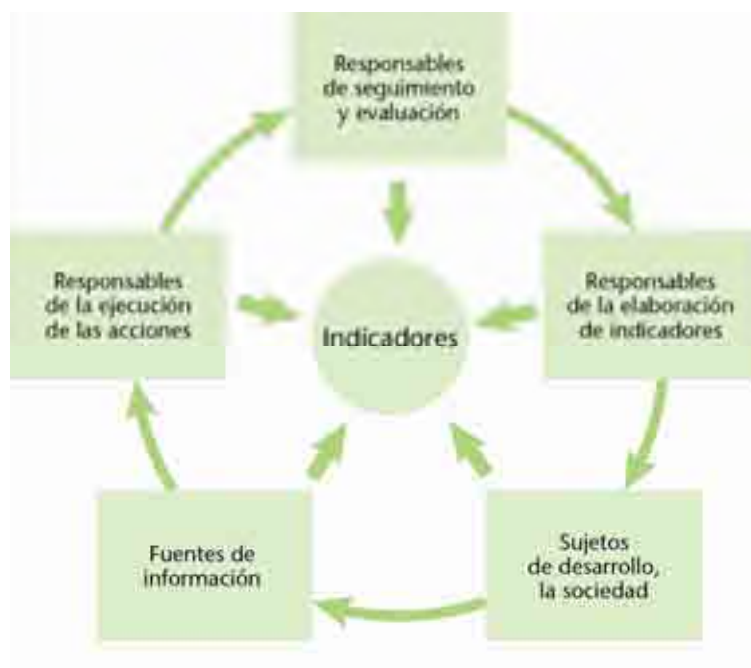 Responsables
de seguimiento
y evaluación
Responsables
de la ejecución
de las acciones
Indicadores
Responsables
de la elaboración
de indicadores
Fuentes de
información
Sujetos
de desarrollo,
la sociedad